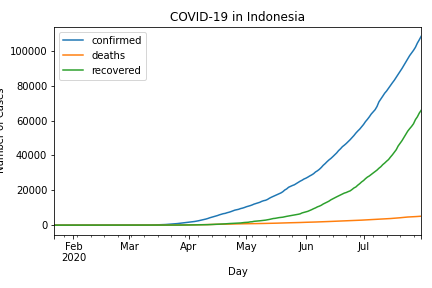 COVID-19 in Indonesia
confirmed
deaths
recovered
100000
80000
60000
40000
20000
0
Number of Cases
Feb
2020
Mar
Apr
May
Jun
Jul
Day